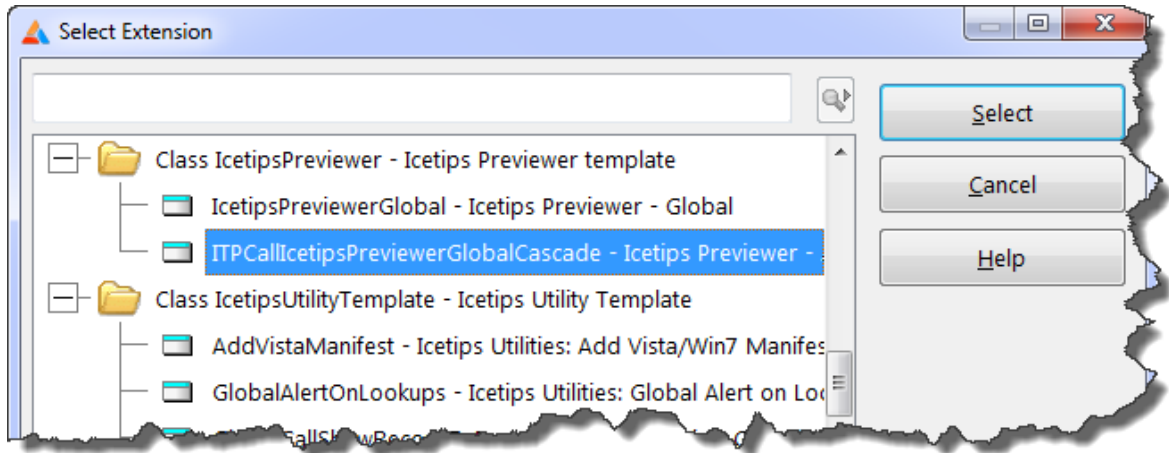 Select Extension
Select
Class IcetipsPreviewer - Icetips Previewer template
Cancel
IcetipsPreviewerGlobal - Icetips Previewer - Global
ITPCallIcetipsPreviewerGlobalCascade - Icetips Previewer -
Help
Class IcetipsUtilityTemplate - Icetips Utility Template
AddVistaManifest - Icetips Utilities: Add Vista/Win7 Manifes
GlobalAlertOnLookups - Icetips Utilities: Global Alert on Loo